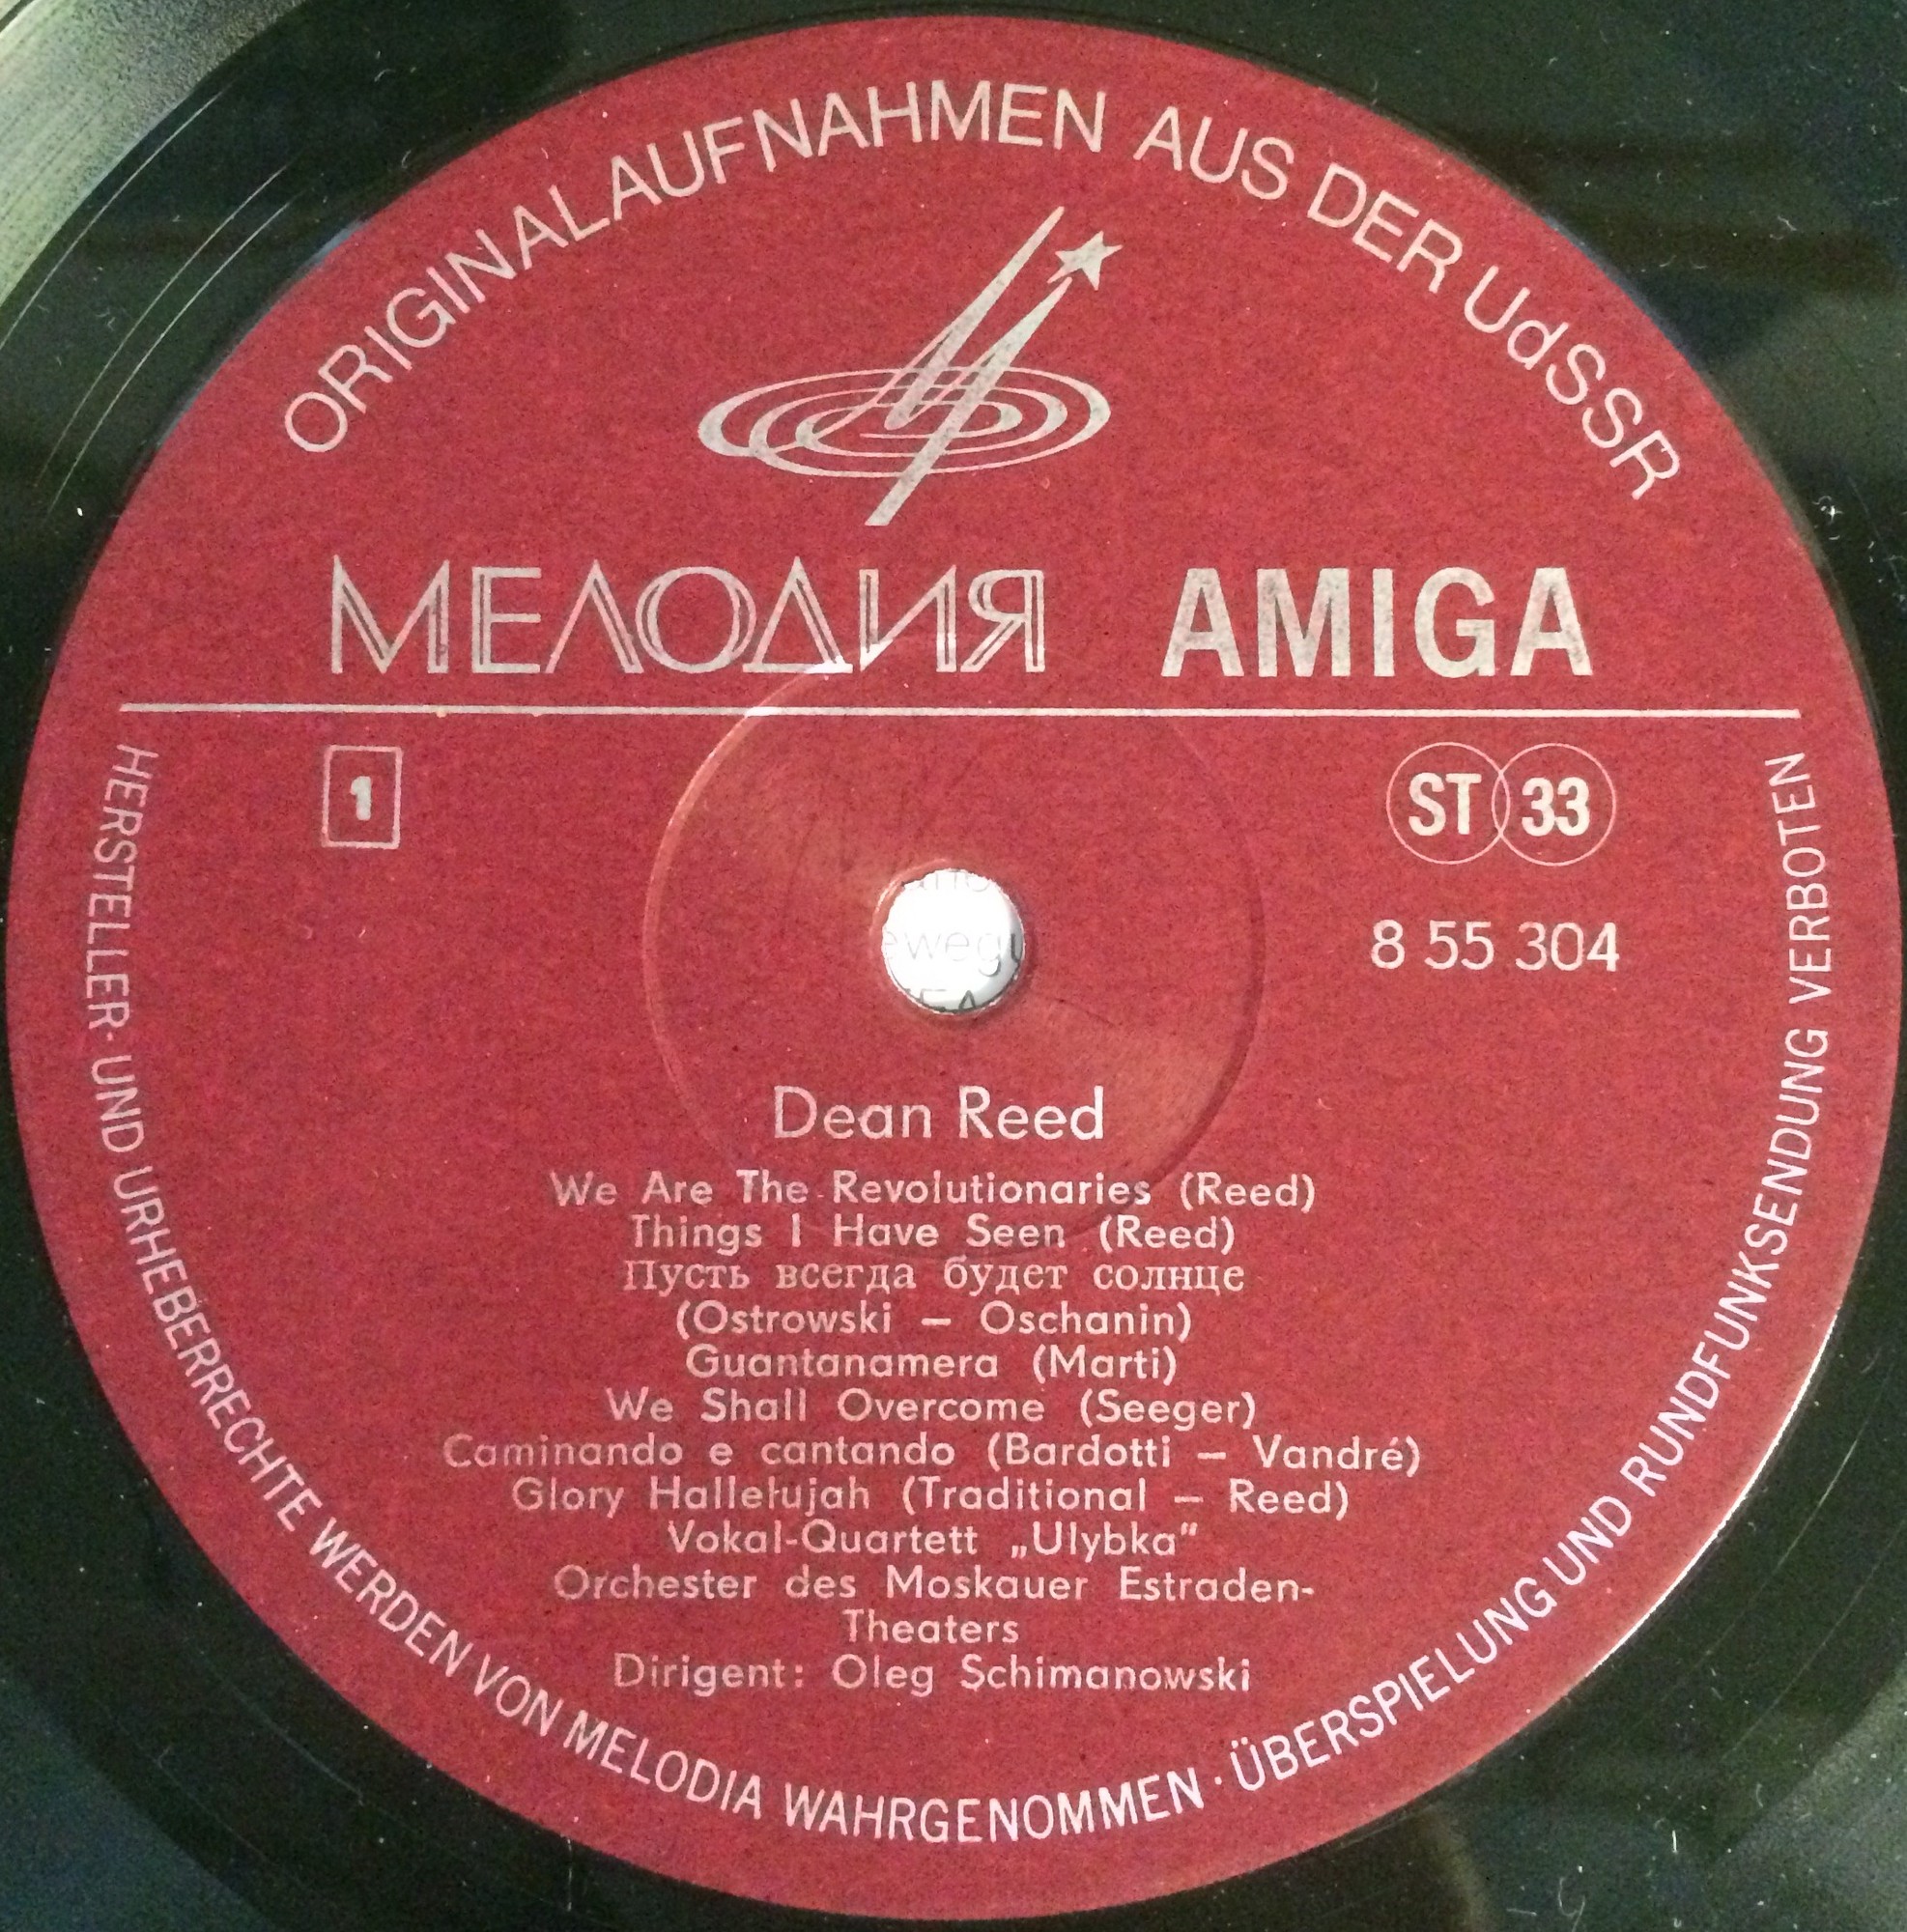 ORIGINALAUFNAHMEN AUS DER UdSSR
МЕЛОДИЯ AMIGA
1
ST 33
8 55 304
ewegu
Dean Reed
We Are The Revolutionaries (Reed)
Things I Have Seen (Reed)
Пусть всегда будет солнце
(Ostrowski – Oschanin)
Guantanamera (Marti)
We Shall Overcome (Seeger)
Caminando e cantando (Bardotti – Vandré)
Glory Hallelujah (Traditional – Reed)
Vokal-Quartett „Ulybka"
Orchester des Moskauer Estraden-
Theaters
Dirigent: Oleg Schimanowski
HERSTELLER- UND URHEBERRECHTE WERDEN VON MELODIA WAHRGENOMMEN · ÜBERSPIELUNG UND RUNDFUNKSENDUNG VERBOTEN